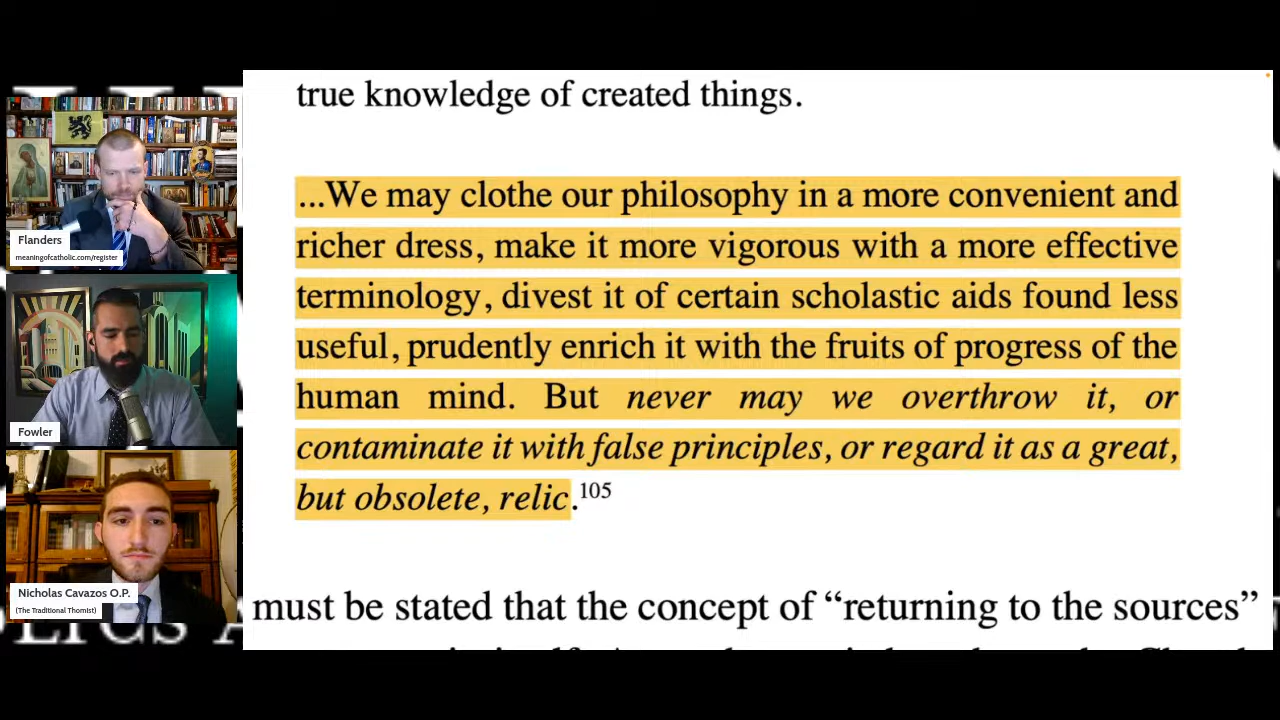 true knowledge of created things.
...We may clothe our philosophy in a more convenient and
richer dress, make it more vigorous with a more effective
terminology, divest it of certain scholastic aids found less
useful, prudently enrich it with the fruits of progress of the
human mind. But never may we overthrow it, or
contaminate it with false principles, or regard it as a great,
but obsolete, relic.105
must be stated that the concept of “returning to the sources”
Flanders
meaningofcatholic.com/register
Fowler
Nicholas Cavazos O.P.
(The Traditional Thomist)